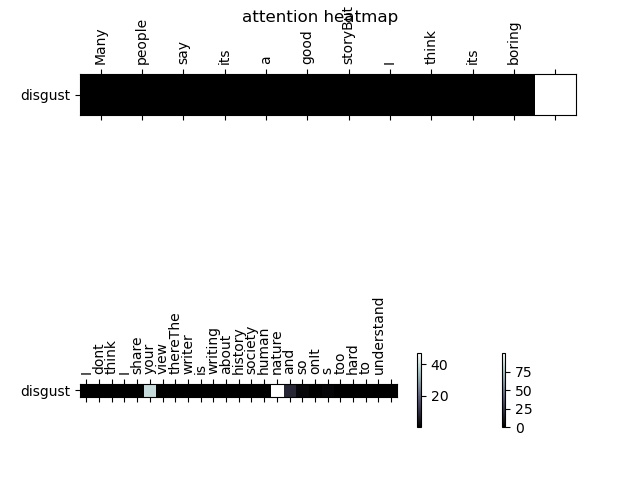 attention heatmap
Many people say its a good storyBut I think its boring
disgust
I dont think I share your view thereThe writer is writing about history society human nature and so onIt s too hard to understand
disgust
40
20
75
50
25
0